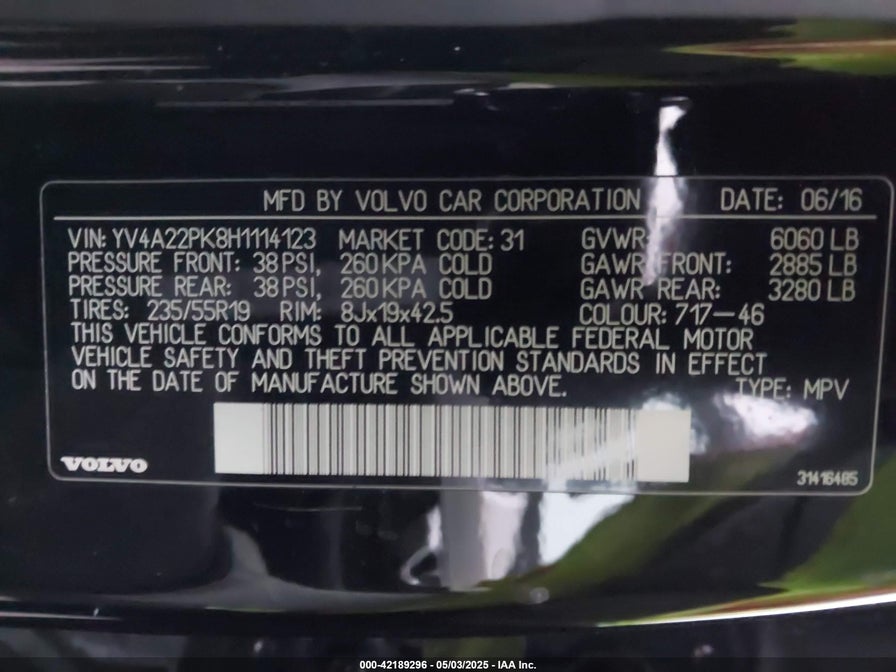 MFD BY VOLVO CAR CORPORATION DATE: 06/16
VIN: YV4A22PK8H1114123 MARKET CODE: 31 GVWR: 6060 LB
PRESSURE FRONT: 38 PSI, 260 KPA COLD GAWR FRONT: 2885 LB
PRESSURE REAR: 38 PSI, 260 KPA COLD GAWR REAR: 3280 LB
TIRES: 235/55R19 RIM: 8Jx19x42.5 COLOUR: 717-46
THIS VEHICLE CONFORMS TO ALL APPLICABLE FEDERAL MOTOR
VEHICLE SAFETY AND THEFT PREVENTION STANDARDS IN EFFECT
ON THE DATE OF MANUFACTURE SHOWN ABOVE. TYPE: MPV
VOLVO
31416485
000-42189296 - 05/03/2025 - IAA Inc.